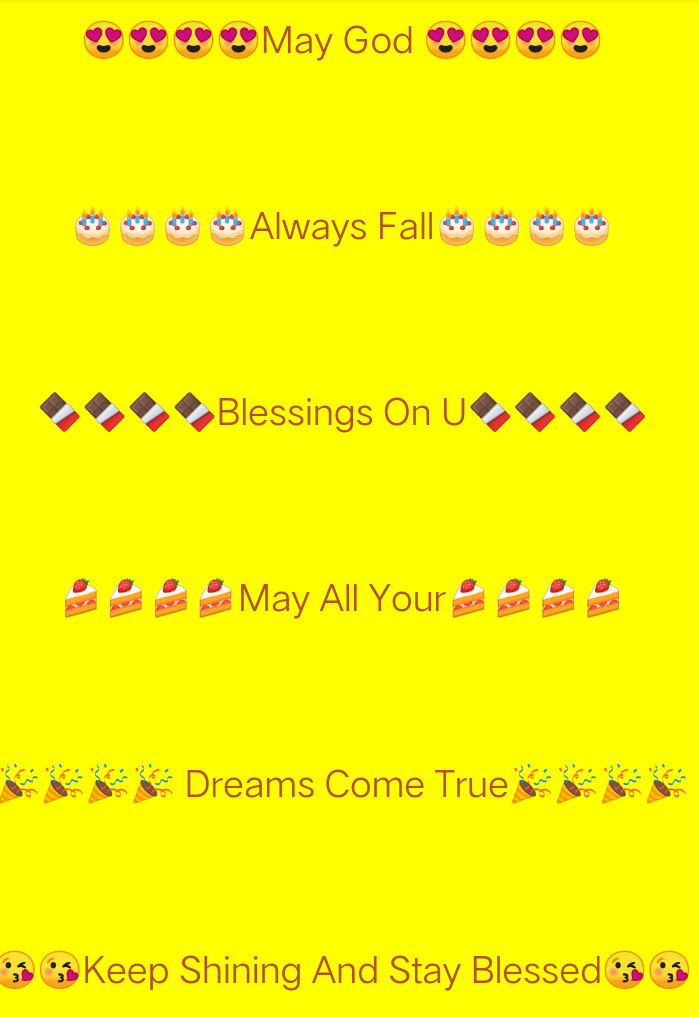 😍😍😍😍May God 😍😍😍😍
🎂🎂🎂🎂Always Fall🎂🎂🎂🎂
🍫🍫🍫🍫Blessings On U🍫🍫🍫🍫
🍰🍰🍰🍰May All Your🍰🍰🍰🍰
🎉🎉🎉🎉 Dreams Come True🎉🎉🎉🎉
😘😘Keep Shining And Stay Blessed😘😘